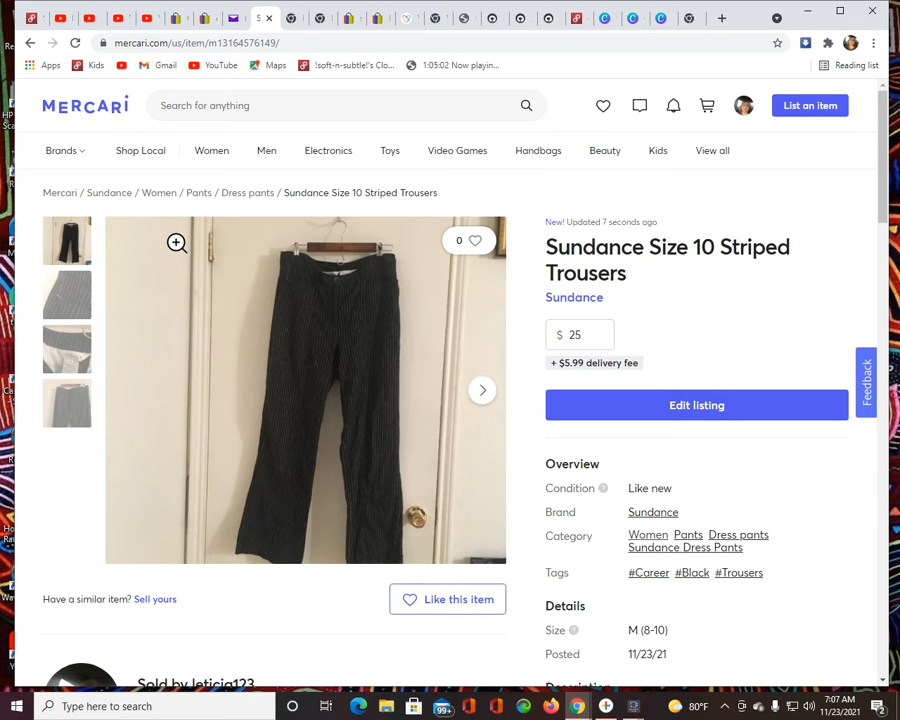 S
mercari.com/us/item/m13164576149/
Apps Kids Gmail YouTube Maps !soft-n-subtle!'s Clo... 1:05:02 Now playin... Reading list
MERCARI Search for anything List an item
Brands Shop Local Women Men Electronics Toys Video Games Handbags Beauty Kids View all
Mercari / Sundance / Women / Pants / Dress pants / Sundance Size 10 Striped Trousers
0
New! Updated 7 seconds ago
Sundance Size 10 Striped
Trousers
Sundance
$ 25
+ $5.99 delivery fee
Feedback
Edit listing
Overview
Condition ? Like new
Brand Sundance
Category Women Pants Dress pants
Sundance Dress Pants
Tags #Career #Black #Trousers
Have a similar item? Sell yours
Like this item
Details
Size ? M (8-10)
Posted 11/23/21
Sold by leticia123
Description
Type here to search
99+
80°F
7:07 AM
11/23/2021
2